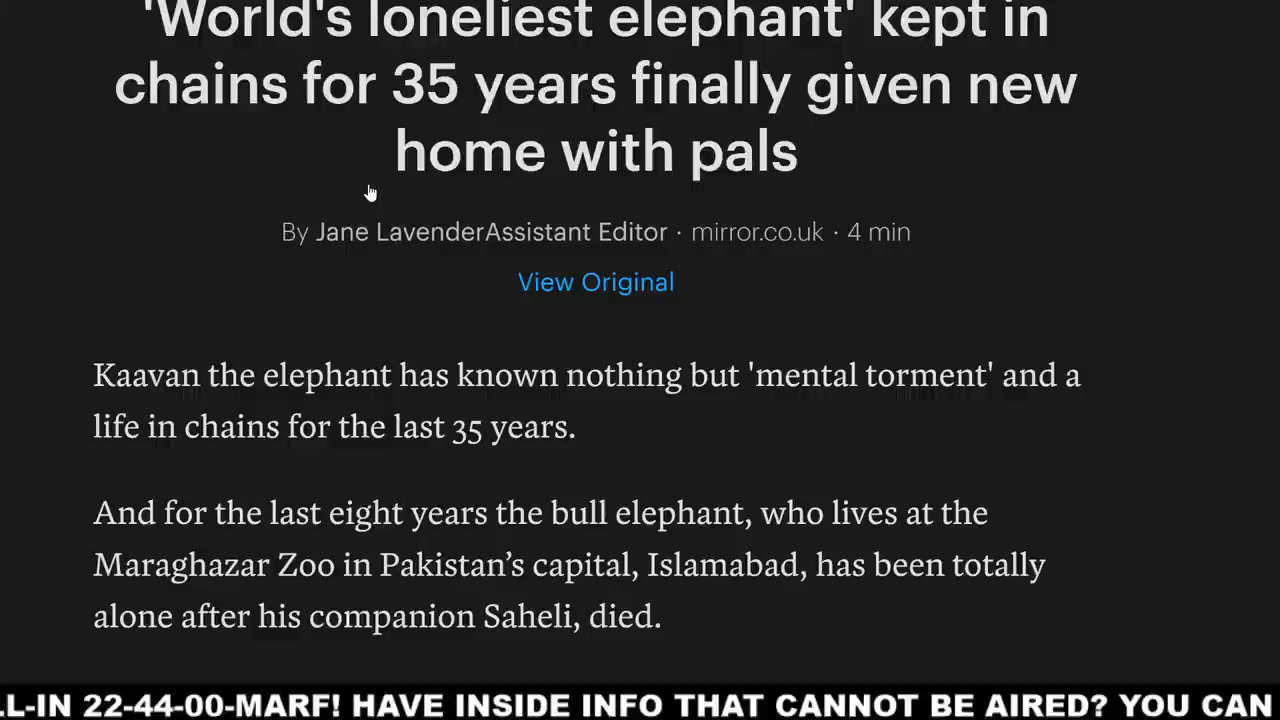 'World's loneliest elephant' kept in
chains for 35 years finally given new
home with pals
By Jane LavenderAssistant Editor · mirror.co.uk · 4 min
View Original
Kaavan the elephant has known nothing but 'mental torment' and a
life in chains for the last 35 years.
And for the last eight years the bull elephant, who lives at the
Maraghazar Zoo in Pakistan’s capital, Islamabad, has been totally
alone after his companion Saheli, died.
L-IN 22-44-00-MARF! HAVE INSIDE INFO THAT CANNOT BE AIRED? YOU CAN